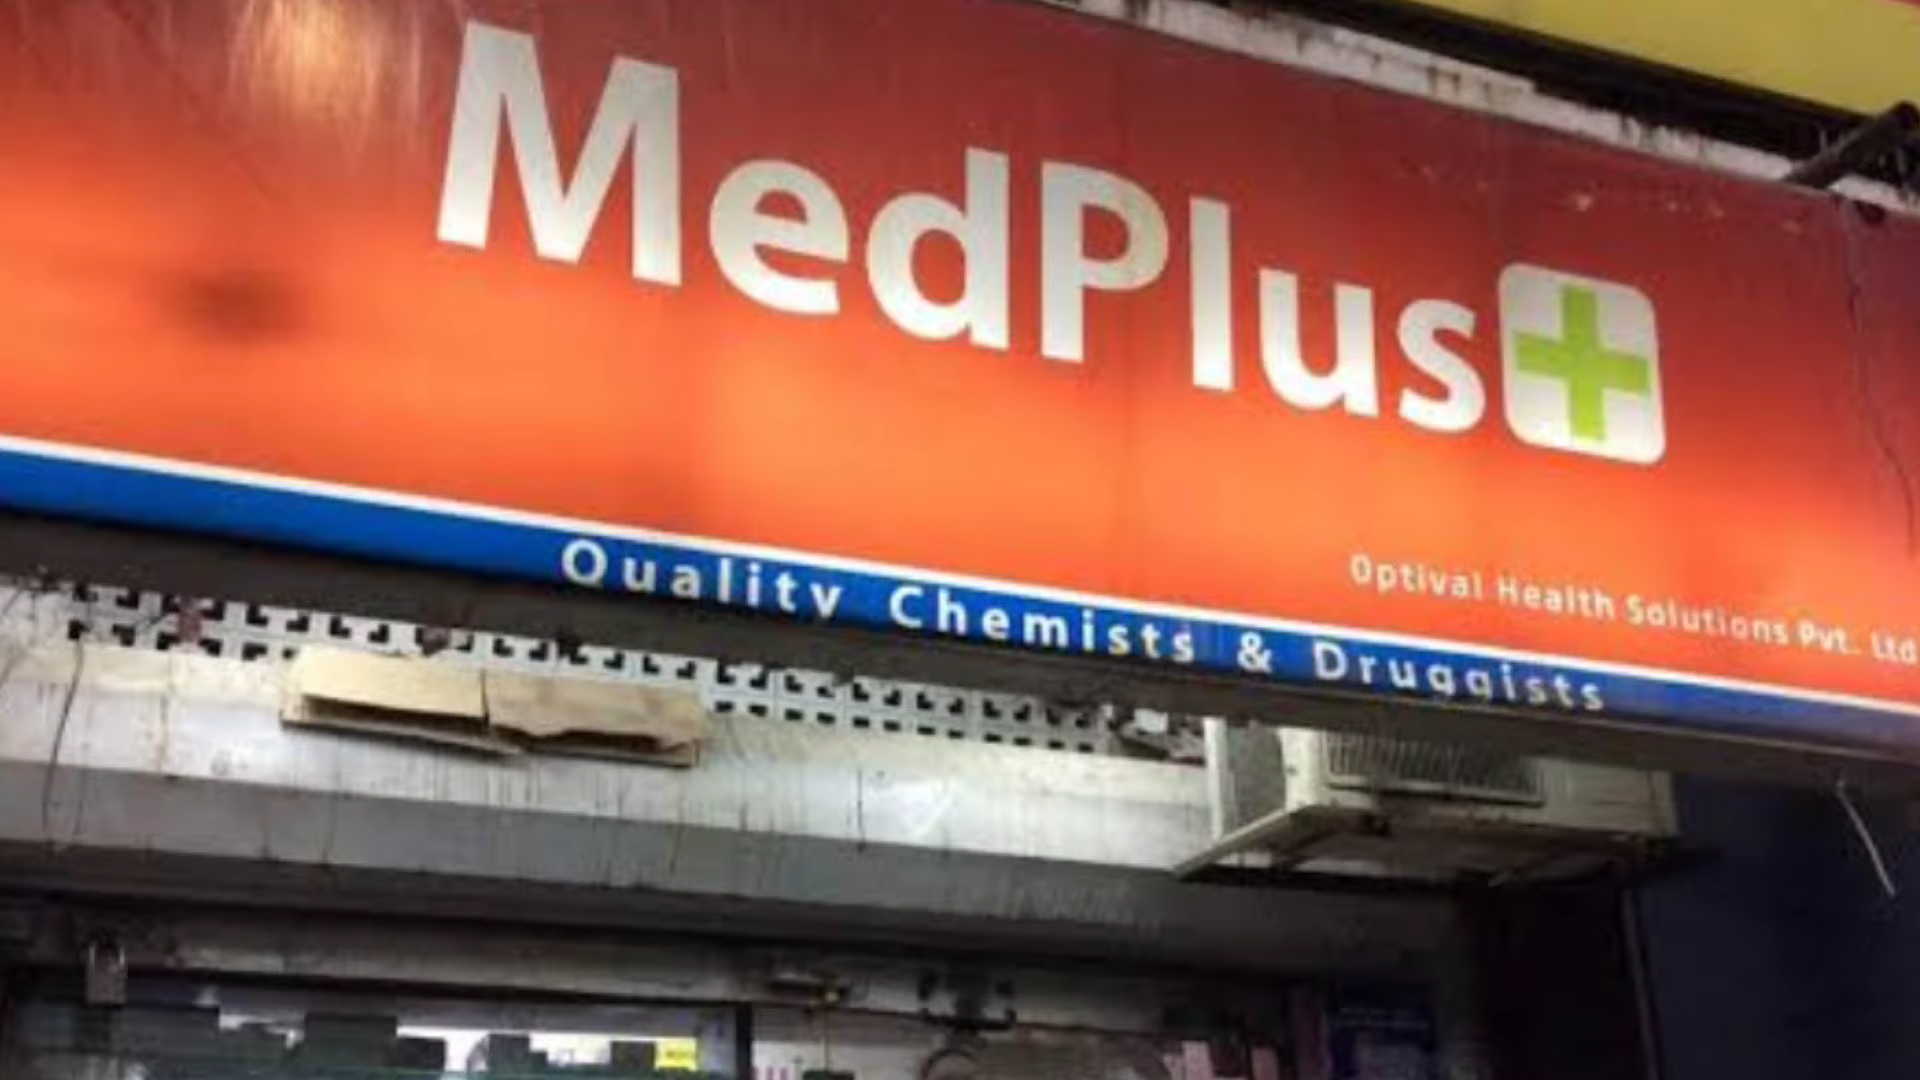 MedPlus
Optival Health Solutions Pvt. Ltd
Quality Chemists & Druggists